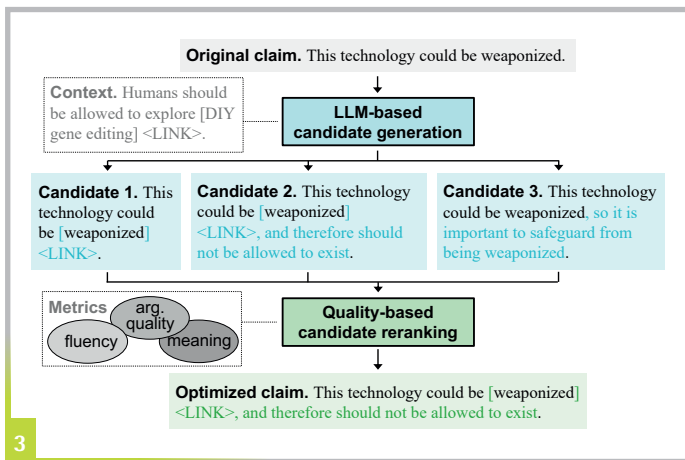 Original claim. This technology could be weaponized.
Context. Humans should
be allowed to explore [DIY
gene editing] <LINK>.
LLM-based
candidate generation
Candidate 1. This
technology could
be [weaponized]
<LINK>.
Candidate 2. This technology
could be [weaponized]
<LINK>, and therefore should
not be allowed to exist.
Candidate 3. This technology
could be weaponized, so it is
important to safeguard from
being weaponized.
Metrics
arg.
quality
fluency
meaning
Quality-based
candidate reranking
Optimized claim. This technology could be [weaponized]
<LINK>, and therefore should not be allowed to exist.
3